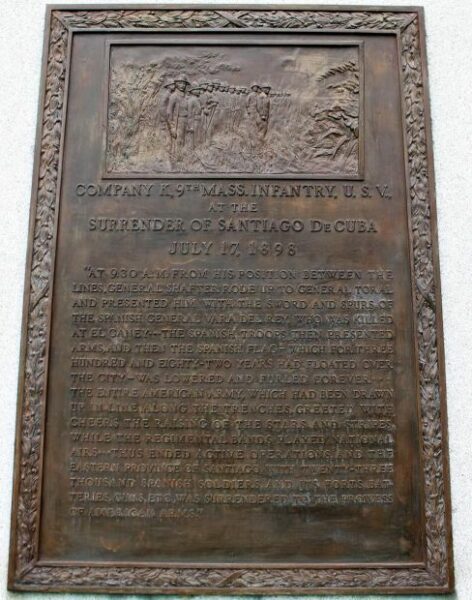 COMPANY K, 9TH MASS. INFANTRY, U. S. V.,
AT THE
SURRENDER OF SANTIAGO DE CUBA
JULY 17, 1898
"AT 9:30 A.M. FROM HIS POSITION BETWEEN THE
LINES, GENERAL SHAFTER RODE UP TO GENERAL TORAL
AND PRESENTED HIM WITH THE SWORD AND SPURS OF
THE SPANISH GENERAL VARA DEL REY, WHO WAS KILLED
AT EL CANEY–– THE SPANISH TROOPS THEN PRESENTED
ARMS, AND THEN THE SPANISH FLAG–WHICH FOR THREE
HUNDRED AND EIGHTY-TWO YEARS HAD FLOATED OVER
THE CITY–WAS LOWERED AND FURLED FOREVER.
THE ENTIRE AMERICAN ARMY, WHICH HAD BEEN DRAWN
UP IN LINE ALONG THE TRENCHES, GREETED WITH
CHEERS THE RAISING OF THE STARS AND STRIPES,
WHILE THE REGIMENTAL BANDS PLAYED NATIONAL
AIRS––THUS ENDED ACTIVE OPERATIONS, AND THE
EASTERN PROVINCE OF SANTIAGO, WITH TWENTY-THREE
THOUSAND SPANISH SOLDIERS, AND ITS FORTS, BAT-
TERIES, GUNS, ETC. WAS SURRENDERED TO THE PROWESS
OF AMERICAN ARMS."